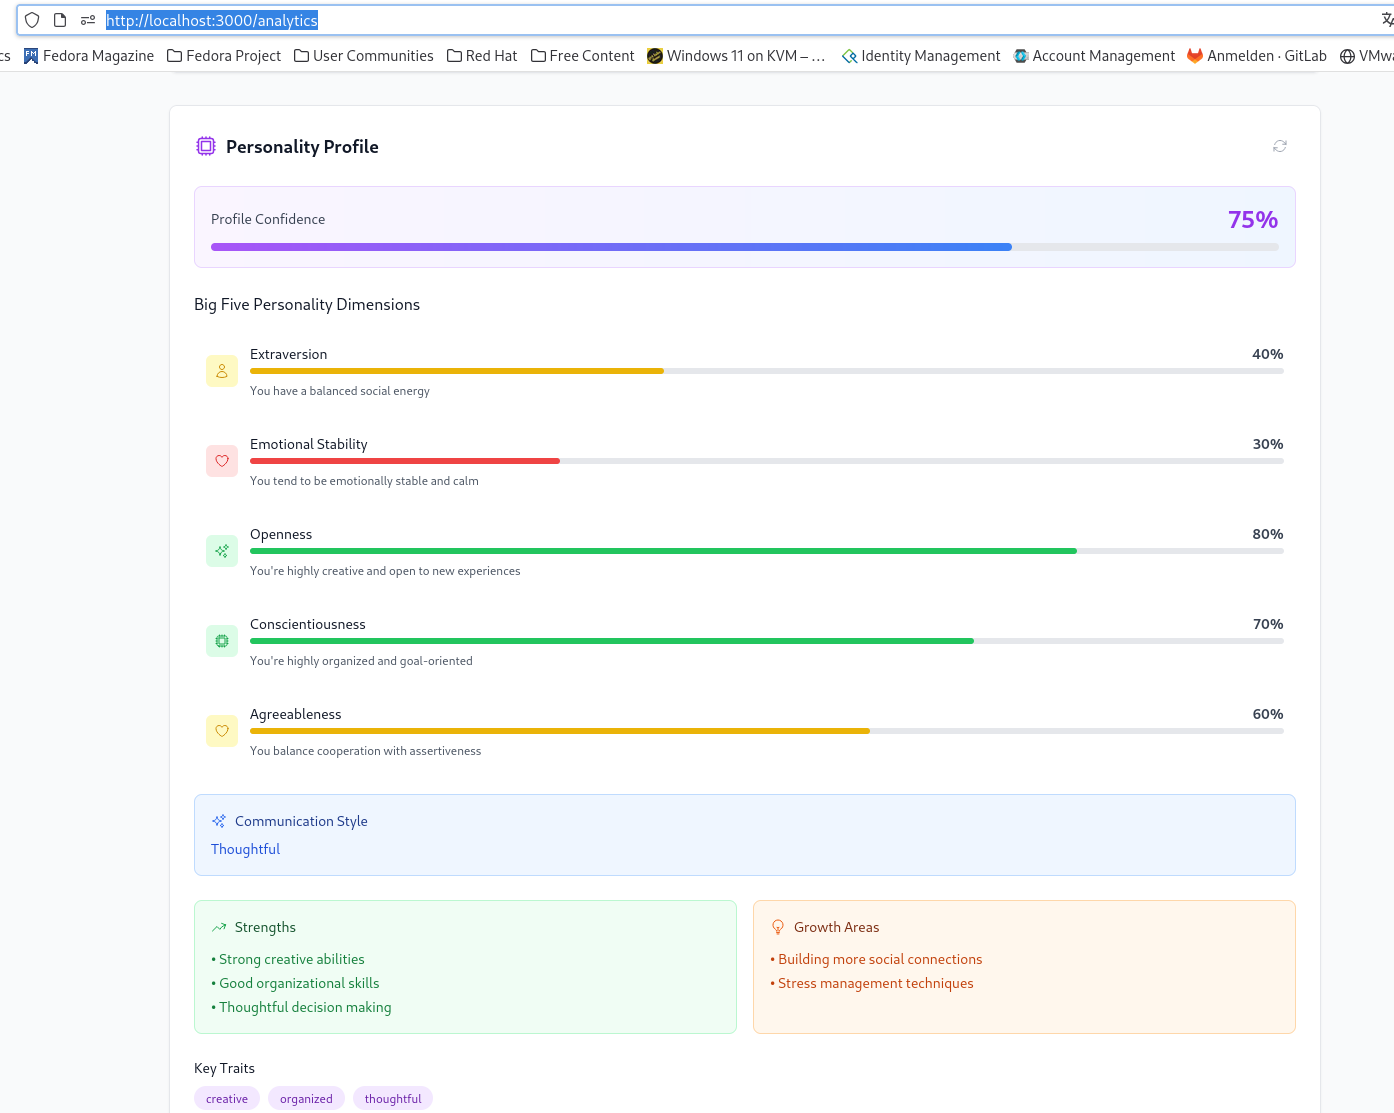 http://localhost:3000/analytics
cs Fedora Magazine Fedora Project User Communities Red Hat Free Content Windows 11 on KVM – … Identity Management Account Management Anmelden · GitLab VMwa
Personality Profile
Profile Confidence 75%
Big Five Personality Dimensions
Extraversion 40%
You have a balanced social energy
Emotional Stability 30%
You tend to be emotionally stable and calm
Openness 80%
You're highly creative and open to new experiences
Conscientiousness 70%
You're highly organized and goal-oriented
Agreeableness 60%
You balance cooperation with assertiveness
Communication Style
Thoughtful
Strengths
• Strong creative abilities
• Good organizational skills
• Thoughtful decision making
Growth Areas
• Building more social connections
• Stress management techniques
Key Traits
creative organized thoughtful